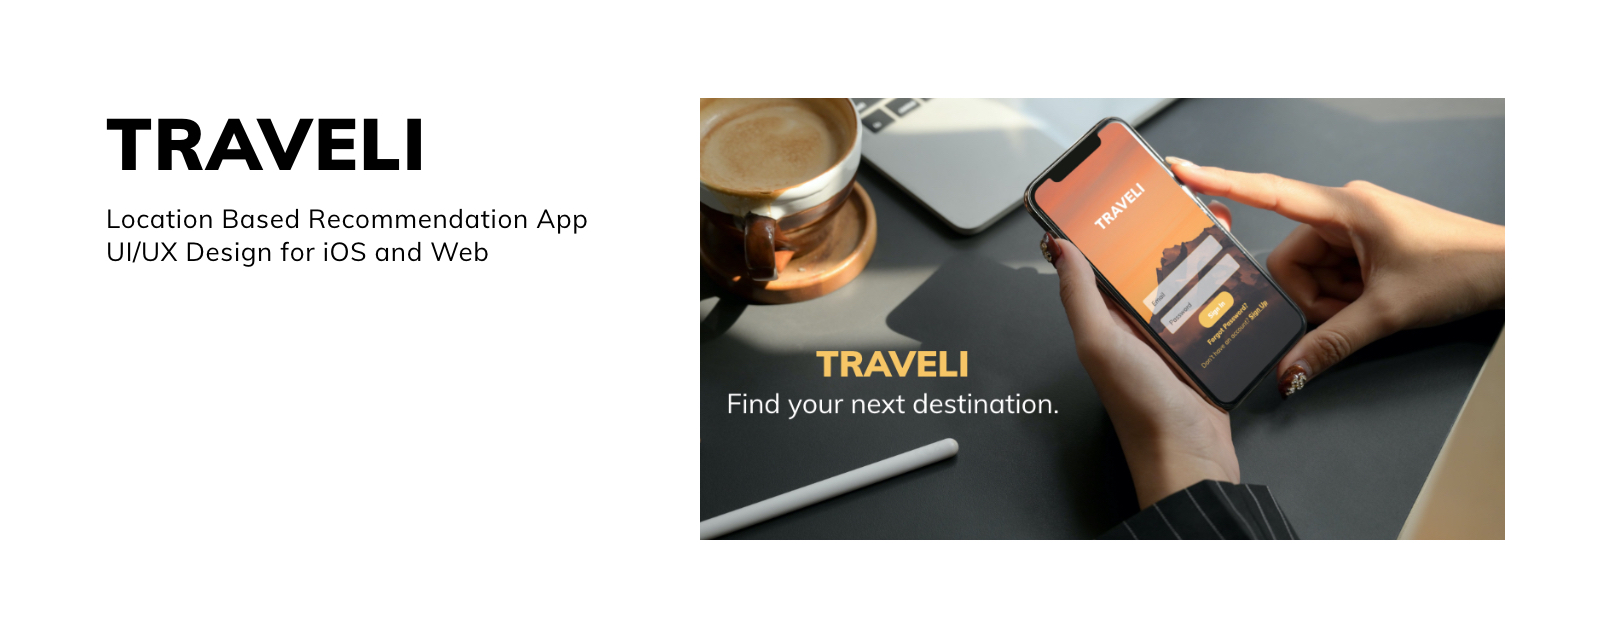 TRAVELI
Location Based Recommendation App
UI/UX Design for iOS and Web
TRAVELI
Email
Password
Sign In
Forgot Password?
Don't have an account? Sign Up
TRAVELI
Find your next destination.